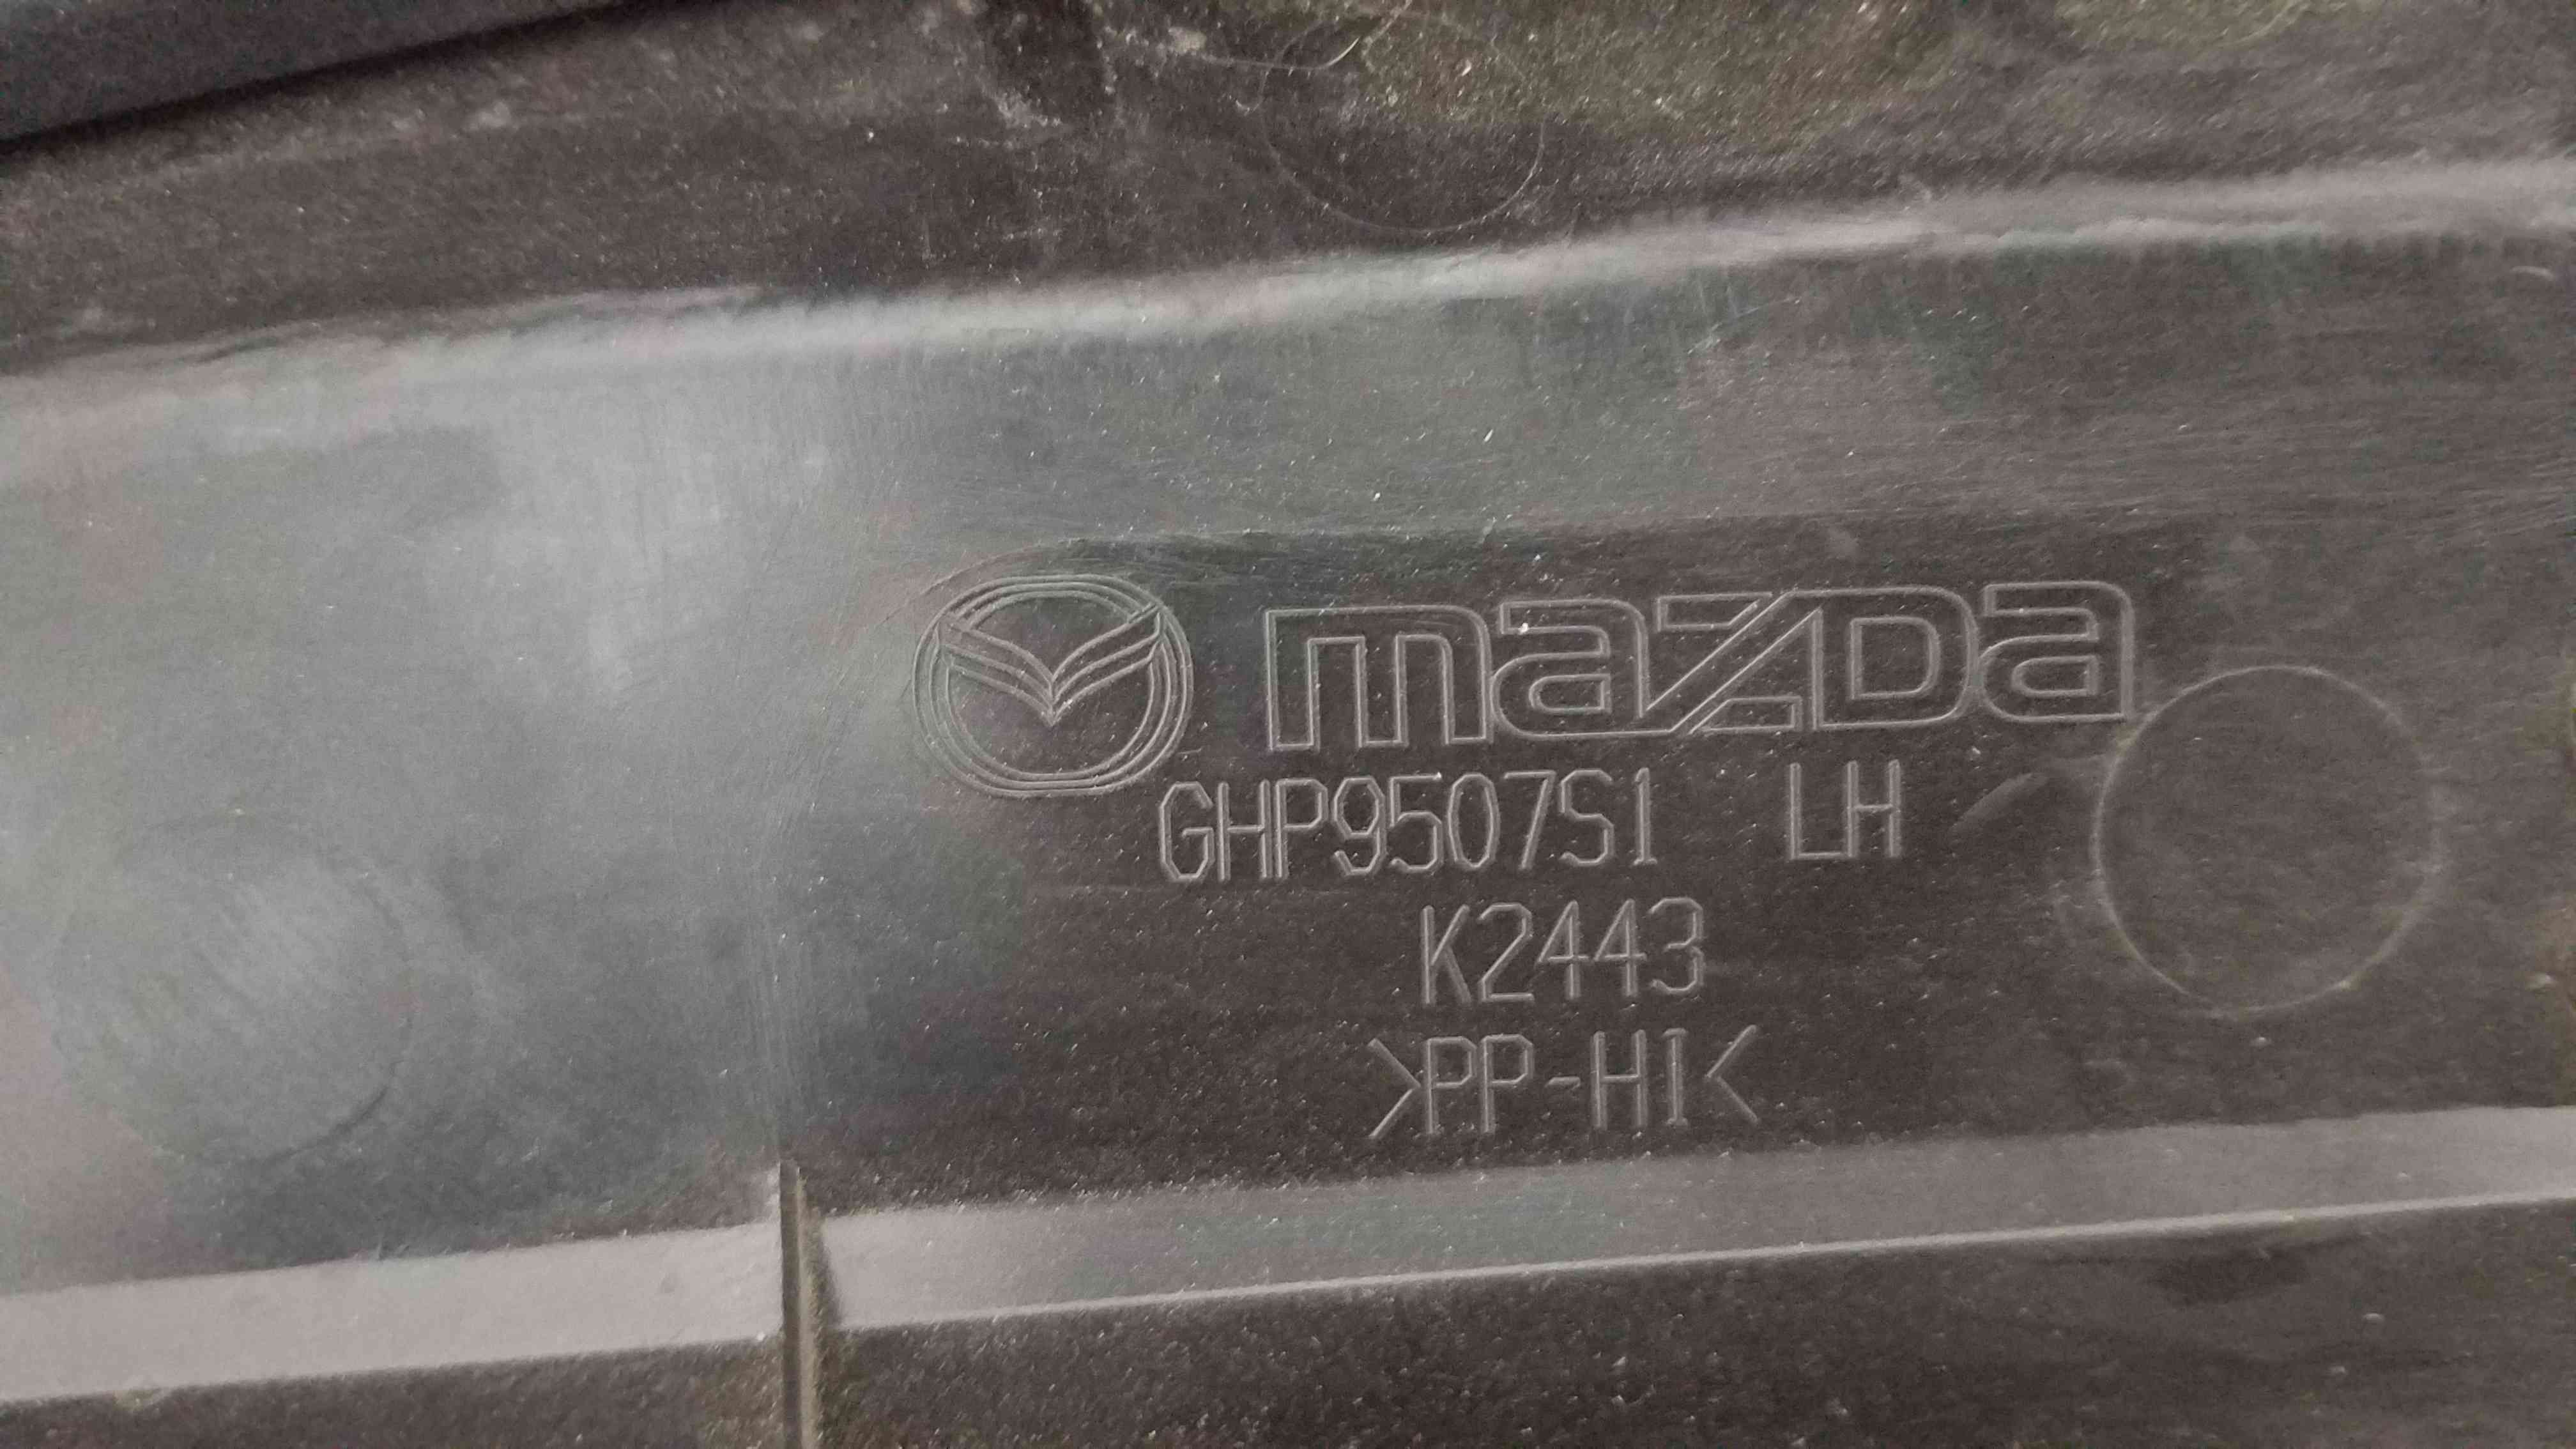 mazDa
GHP9507S1 LH
K2443
>PP-HI<